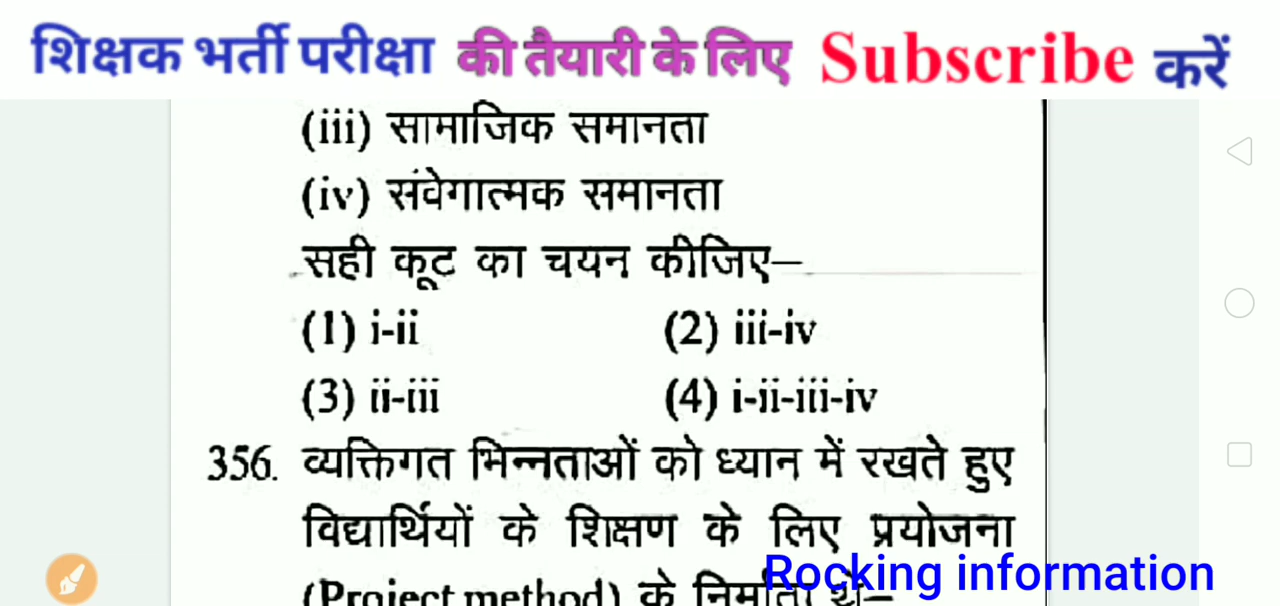 शिक्षक भर्ती परीक्षा की तैयारी के लिए Subscribe करें
(iii) सामाजिक समानता
(iv) संवेगात्मक समानता
सही कूट का चयन कीजिए–
(1) i-ii (2) iii-iv
(3) ii-iii (4) i-ii-iii-iv
356. व्यक्तिगत भिन्नताओं को ध्यान में रखते हुए
विद्यार्थियों के शिक्षण के लिए प्रयोजना
(Project method) के निर्माता थे–
Rocking information